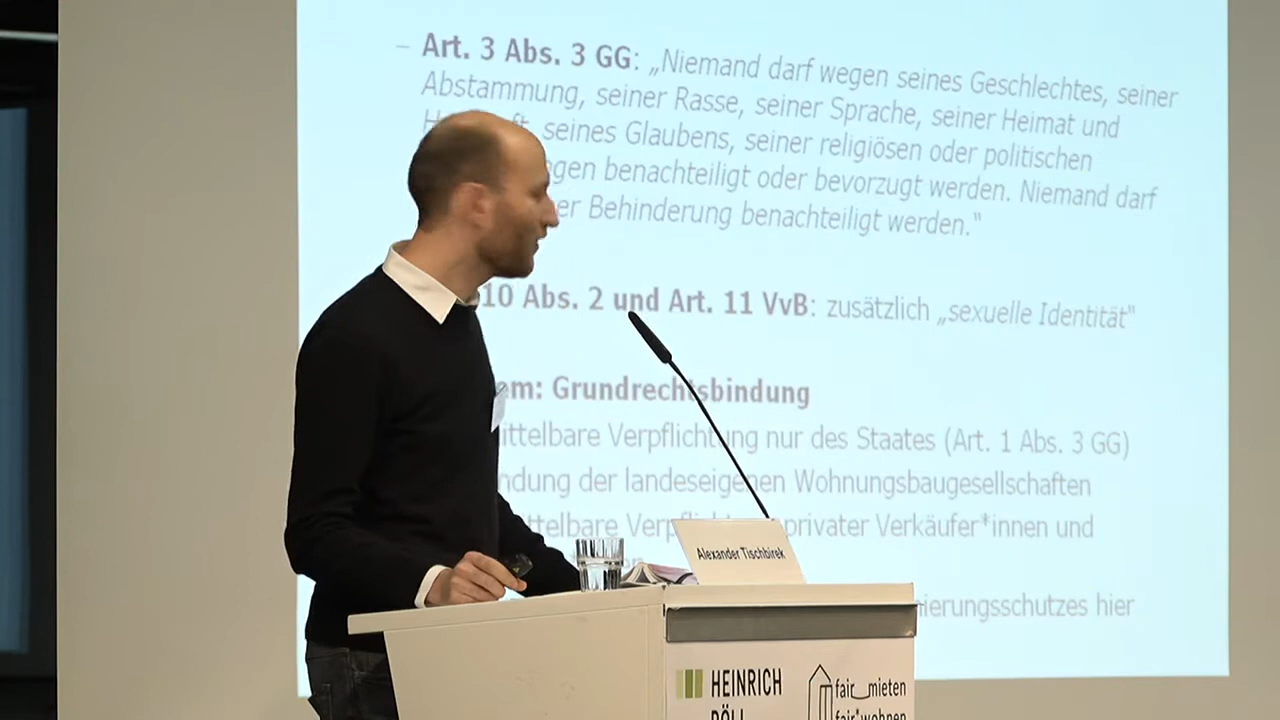 – Art. 3 Abs. 3 GG: „Niemand darf wegen seines Geschlechtes, seiner
Abstammung, seiner Rasse, seiner Sprache, seiner Heimat und
seines Glaubens, seiner religiösen oder politischen
benachteiligt oder bevorzugt werden. Niemand darf
Behinderung benachteiligt werden.“
10 Abs. 2 und Art. 11 VvB: zusätzlich „sexuelle Identität"
Grundrechtsbindung
Verpflichtung nur des Staates (Art. 1 Abs. 3 GG)
der landeseigenen Wohnungsbaugesellschaften
privater Verkäufer*innen und
hier
Alexander Tischbirek
HEINRICH
fair_mieten
fair*wohnen